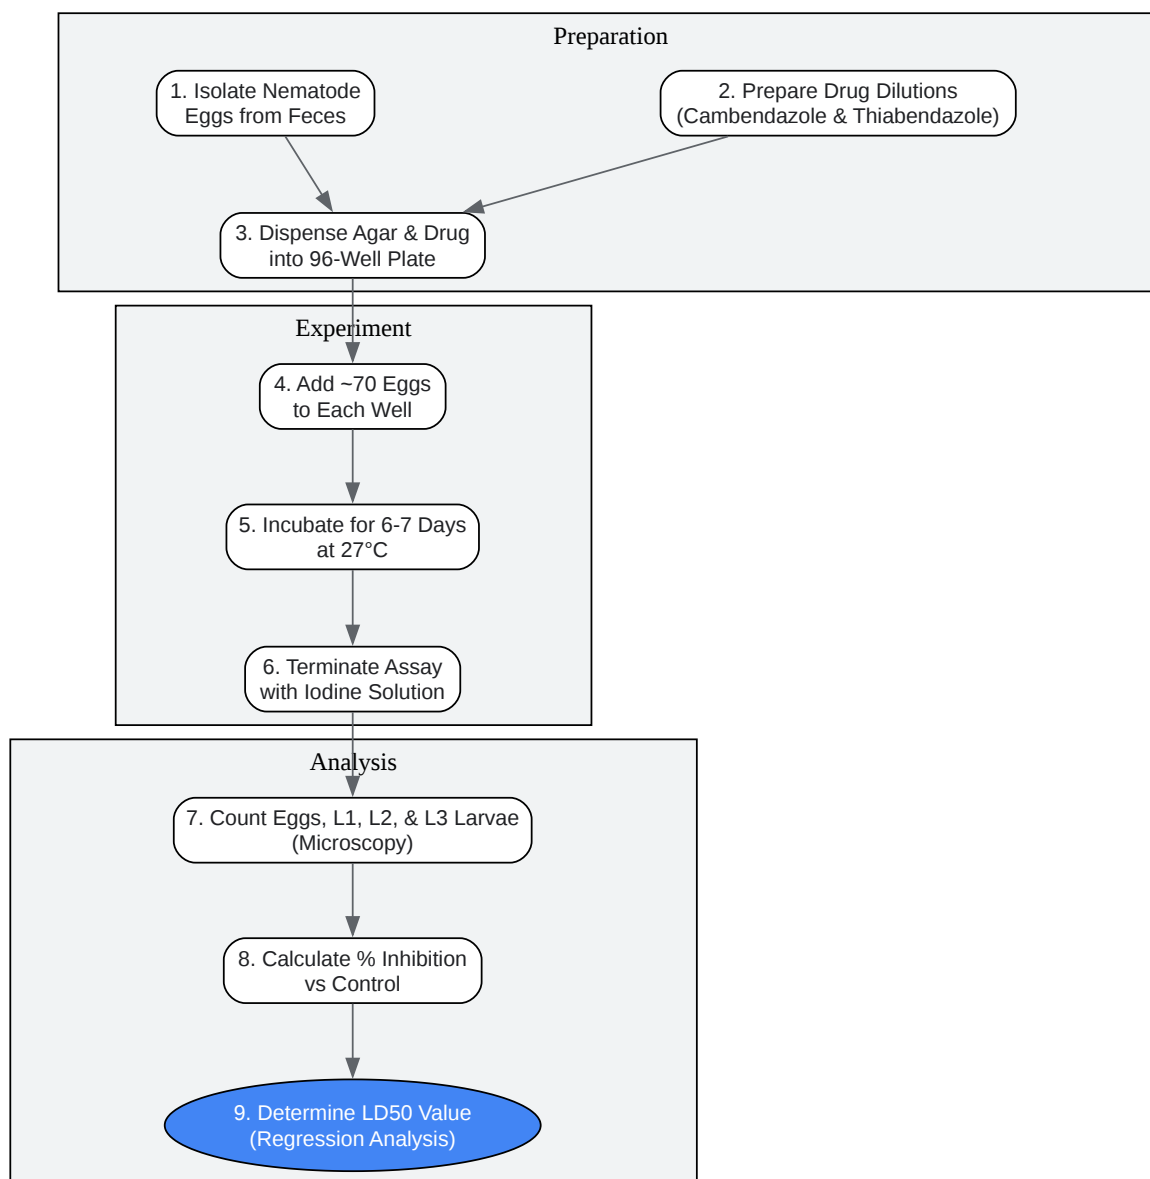 Preparation
1. Isolate Nematode
Eggs from Feces
2. Prepare Drug Dilutions
(Cambendazole & Thiabendazole)
3. Dispense Agar & Drug
into 96-Well Plate
Experiment
4. Add ~70 Eggs
to Each Well
5. Incubate for 6-7 Days
at 27°C
6. Terminate Assay
with Iodine Solution
Analysis
7. Count Eggs, L1, L2, & L3 Larvae
(Microscopy)
8. Calculate % Inhibition
vs Control
9. Determine LD50 Value
(Regression Analysis)